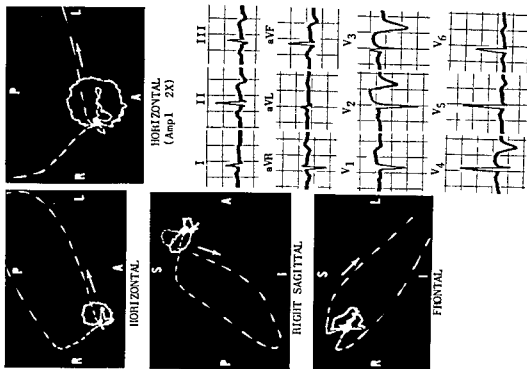 P
R
L
A
HORIZONTAL
(Ampl 2X)
P
R
L
A
HORIZONTAL
S
P
A
I
RIGHT SAGITTAL
S
R
L
I
FRONTAL
I
II
III
aVR
aVL
aVF
V1
V2
V3
V4
V5
V6